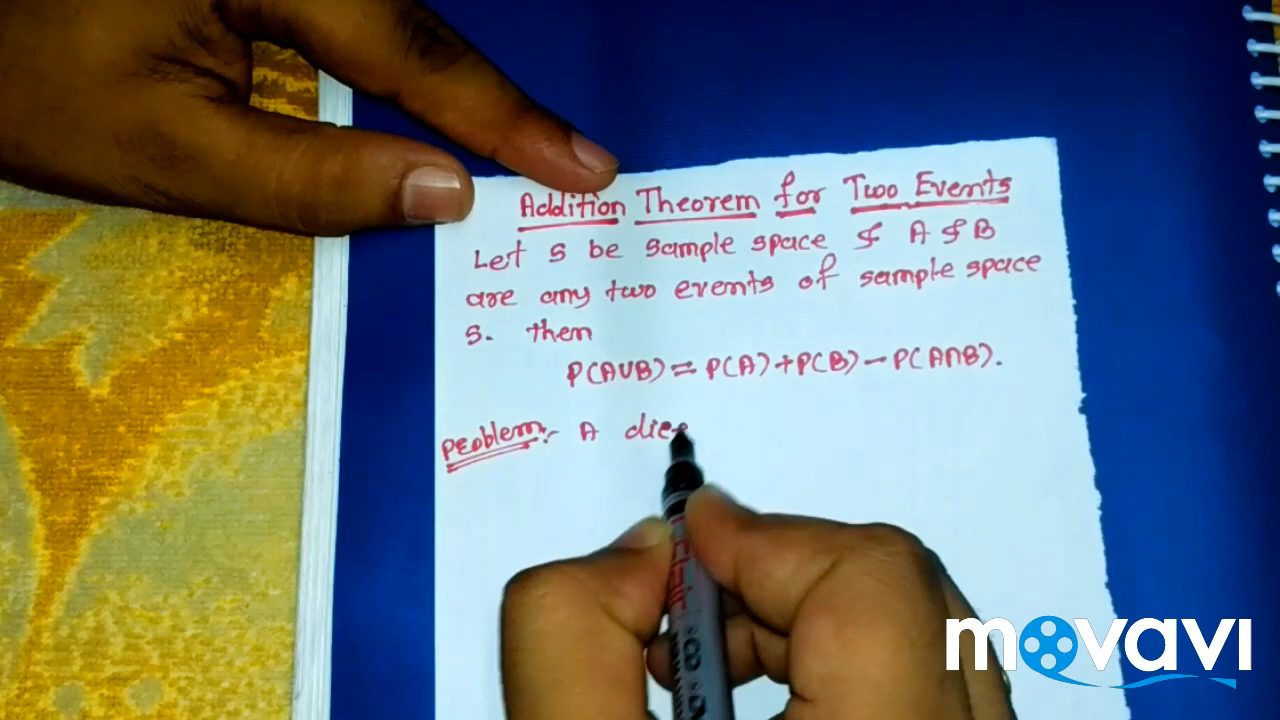 Addition Theorem for Two Events
Let S be sample space & A & B
are any two events of sample space
S. then
P(AUB) = P(A) + P(B) - P(A∩B).
Problem:- A die
clair
movavi